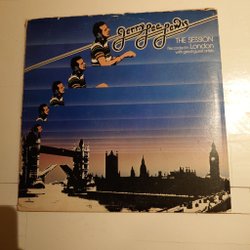 Jerry Lee Lewis
THE SESSION
Recorded in London
with great guest artists